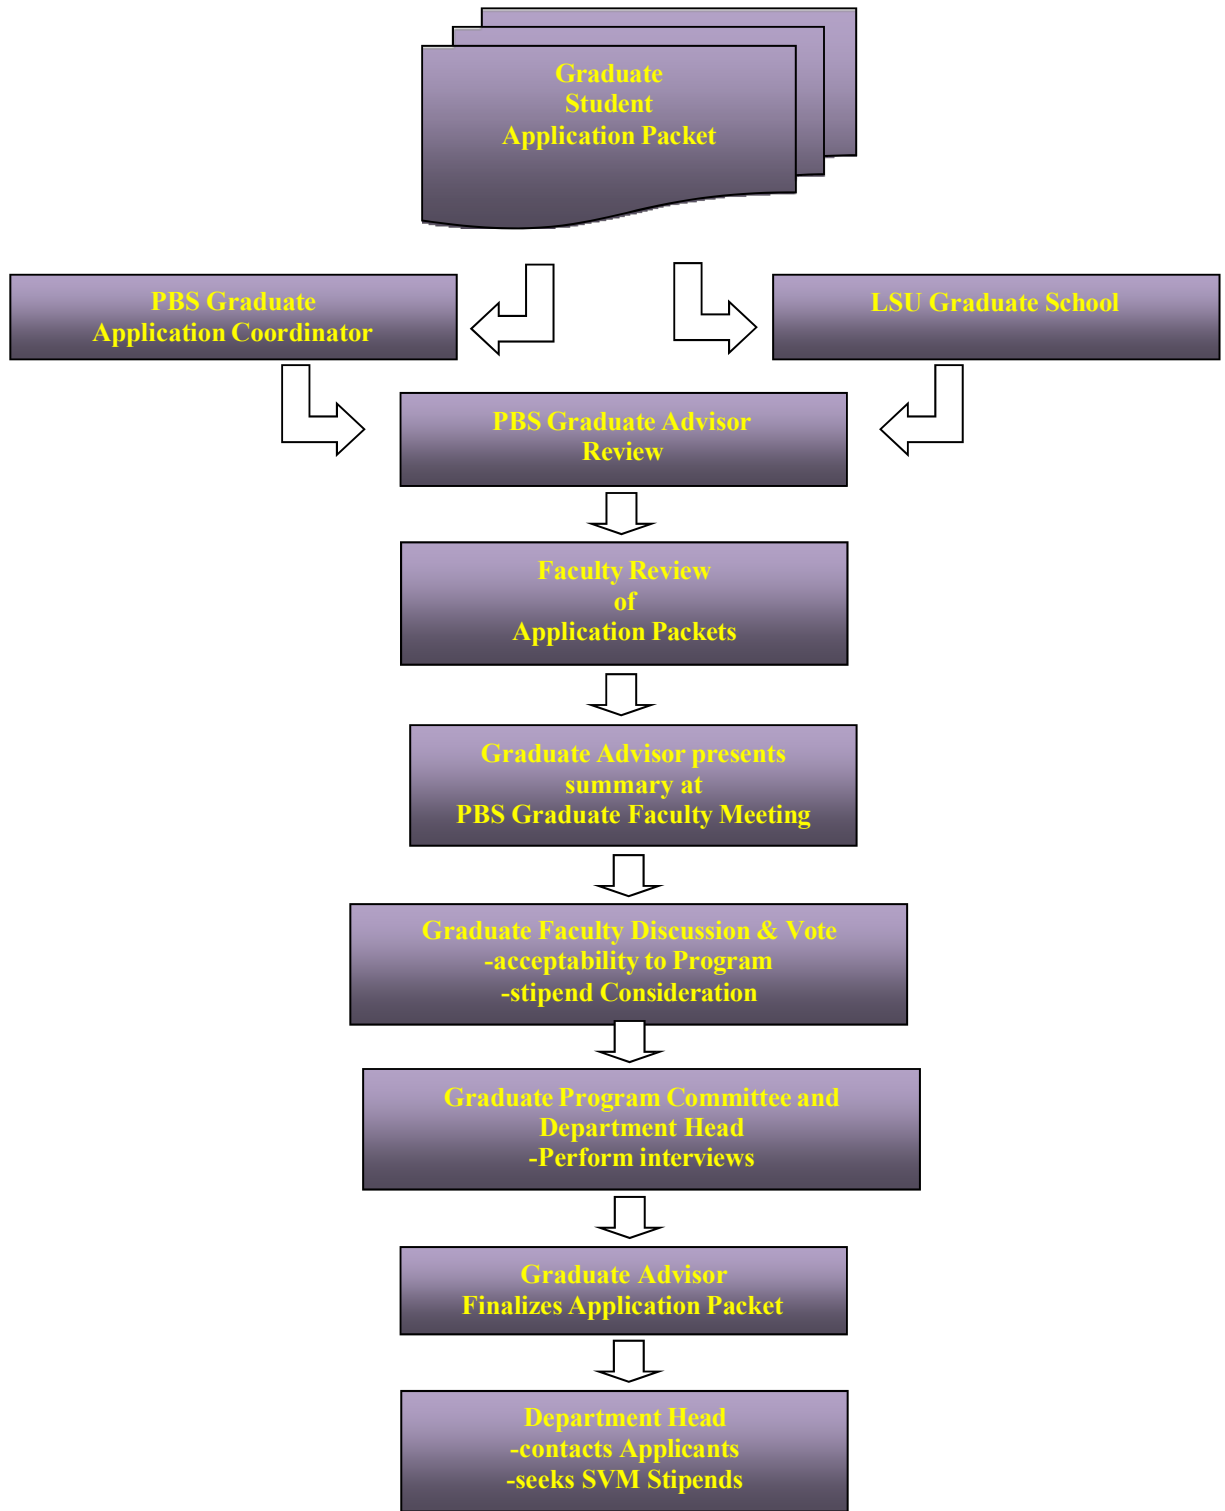 Graduate
Student
Application Packet
PBS Graduate
Application Coordinator
LSU Graduate School
PBS Graduate Advisor
Review
Faculty Review
of
Application Packets
Graduate Advisor presents
summary at
PBS Graduate Faculty Meeting
Graduate Faculty Discussion & Vote
-acceptability to Program
-stipend Consideration
Graduate Program Committee and
Department Head
-Perform interviews
Graduate Advisor
Finalizes Application Packet
Department Head
-contacts Applicants
-seeks SVM Stipends